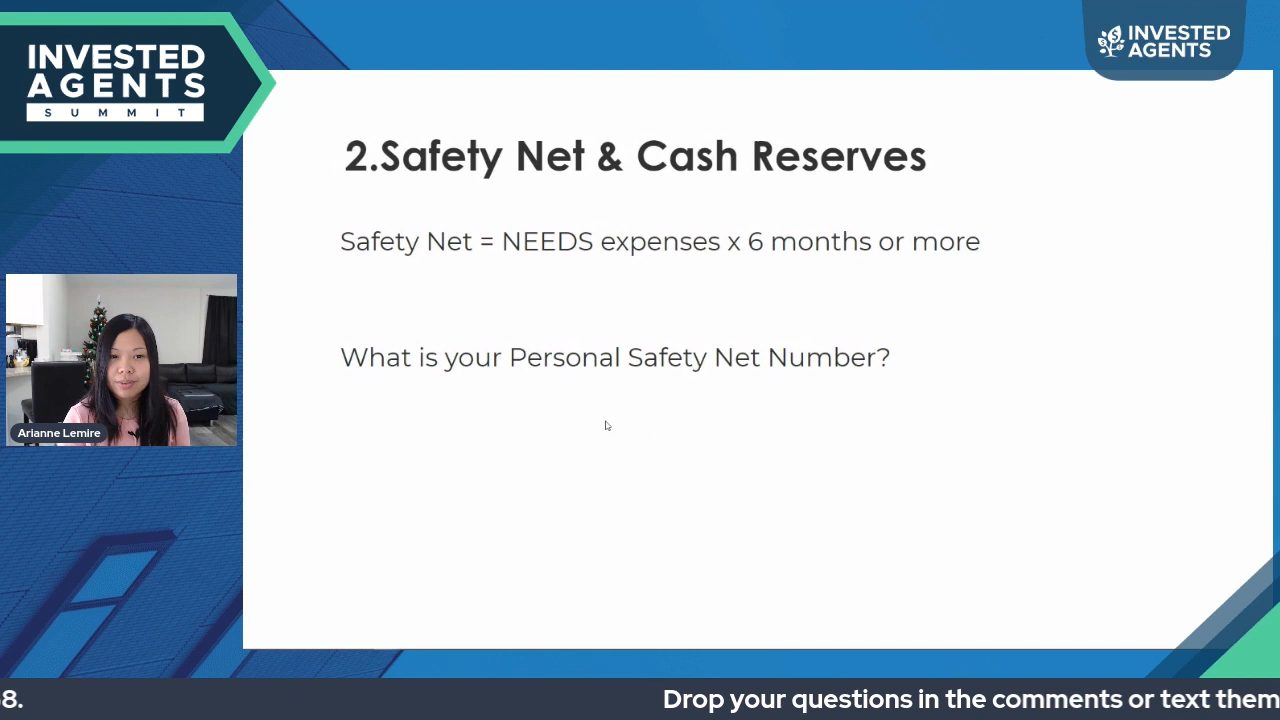 INVESTED
AGENTS
SUMMIT
INVESTED
AGENTS
2.Safety Net & Cash Reserves
Safety Net = NEEDS expenses x 6 months or more
What is your Personal Safety Net Number?
Arianne Lemire
8.
Drop your questions in the comments or text them